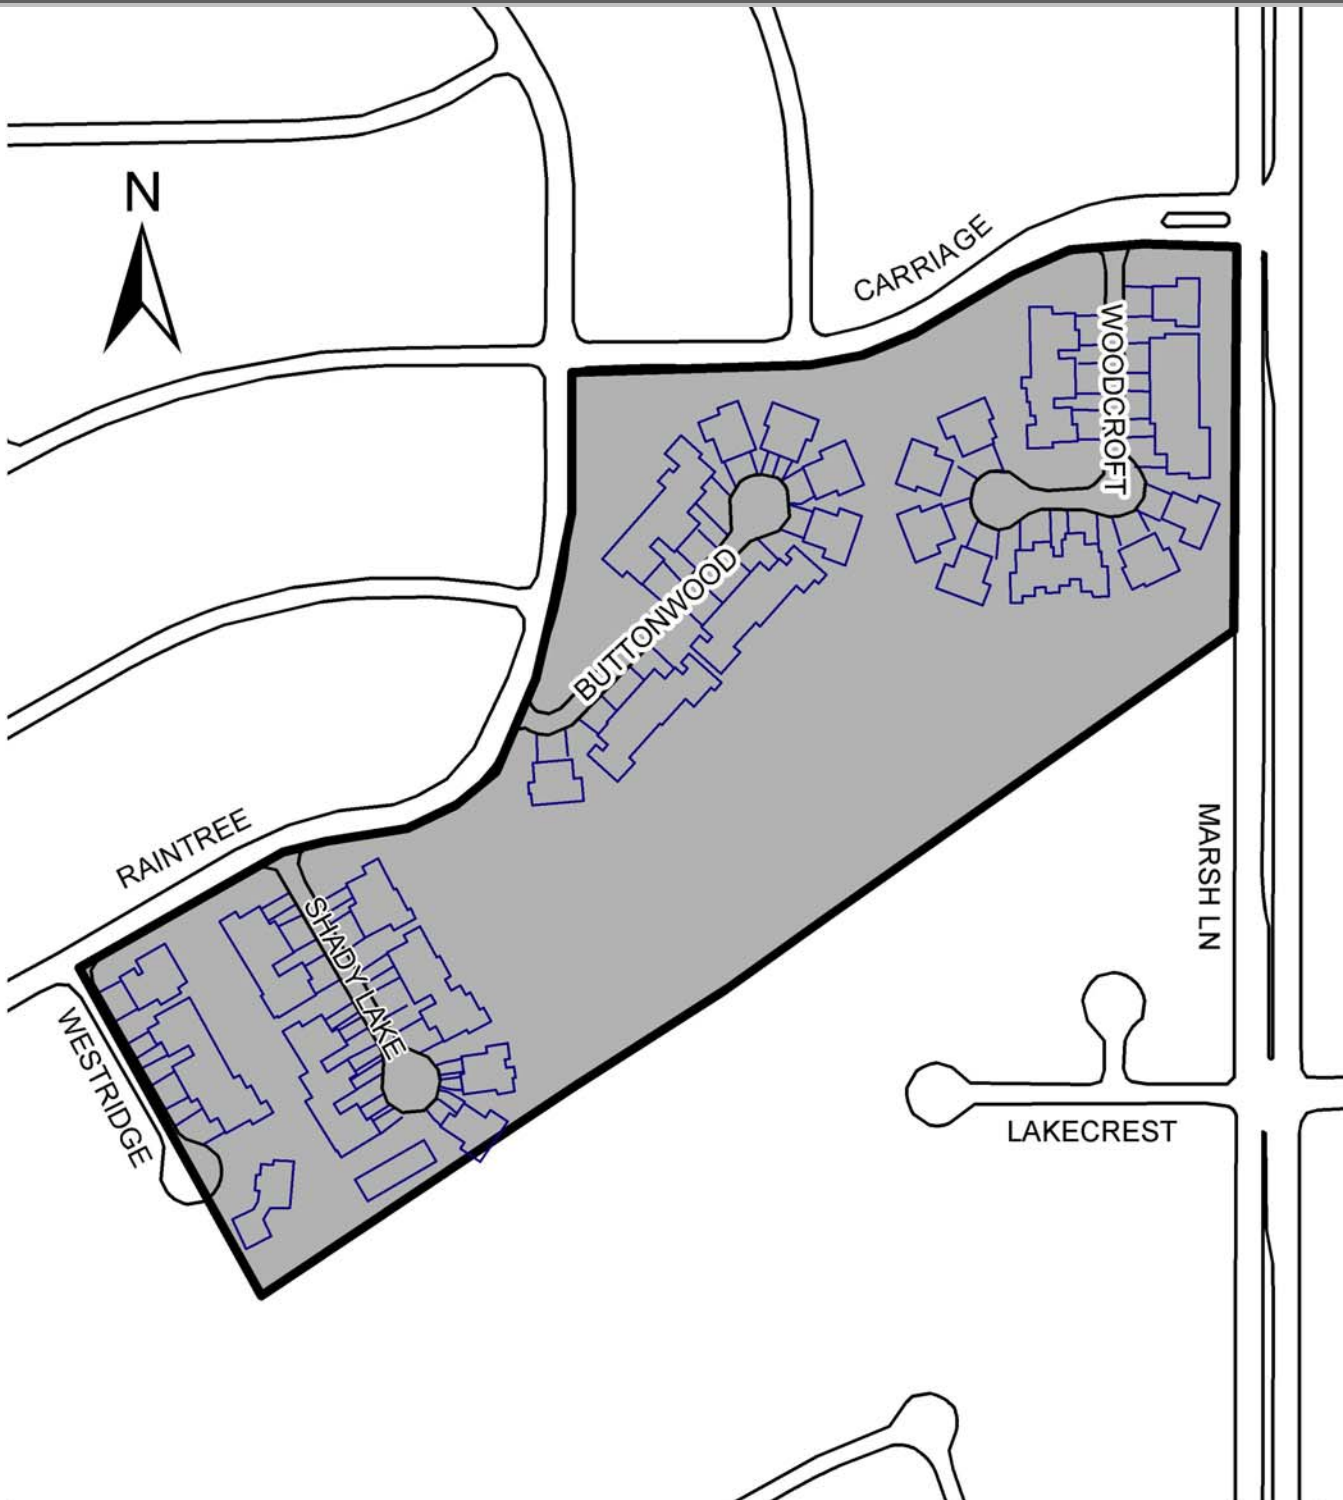 N
CARRIAGE
WOODCROFT
BUTTONWOOD
RAINTREE
SHADY LAKE
MARSH LN
WESTRIDGE
LAKECREST